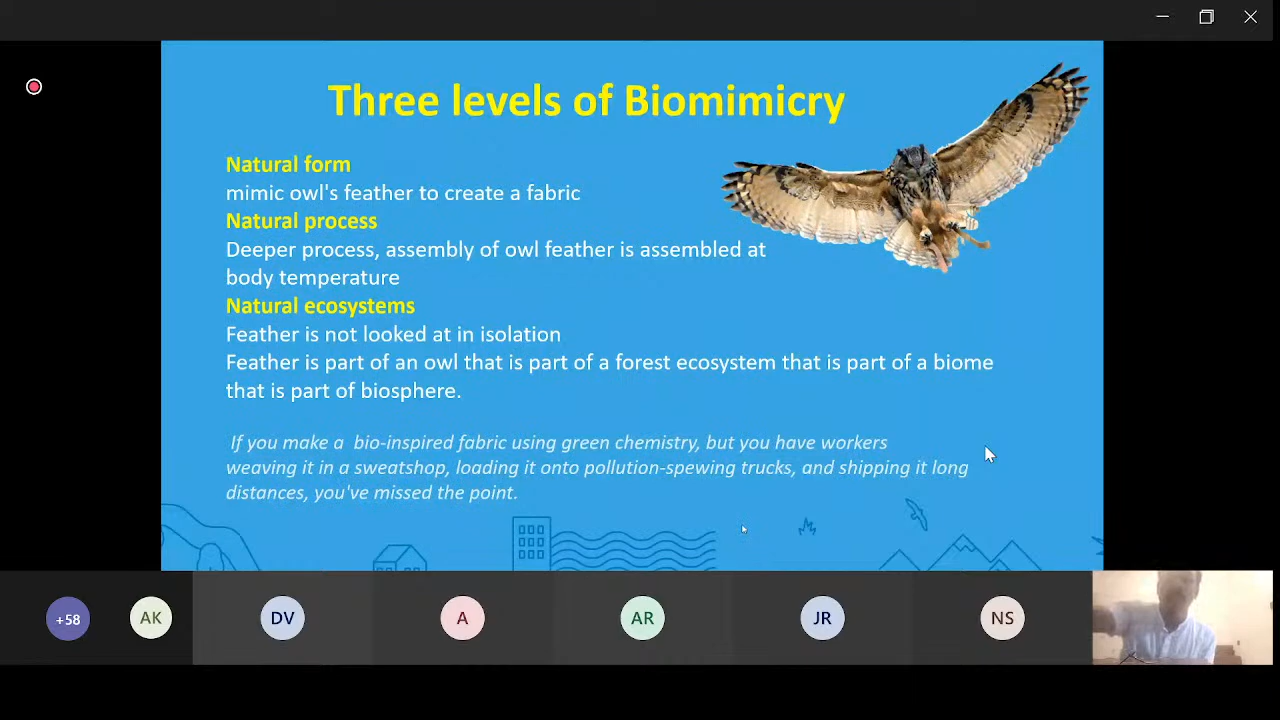 Three levels of Biomimicry
Natural form
mimic owl's feather to create a fabric
Natural process
Deeper process, assembly of owl feather is assembled at
body temperature
Natural ecosystems
Feather is not looked at in isolation
Feather is part of an owl that is part of a forest ecosystem that is part of a biome
that is part of biosphere.
If you make a bio-inspired fabric using green chemistry, but you have workers
weaving it in a sweatshop, loading it onto pollution-spewing trucks, and shipping it long
distances, you've missed the point.
+58 AK DV A AR JR NS